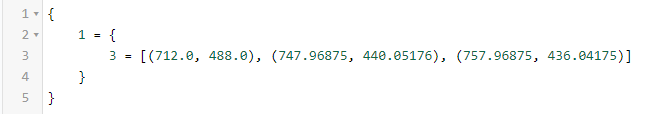 1 {
2 1 = {
3 3 = [(712.0, 488.0), (747.96875, 440.05176), (757.96875, 436.04175)]
4 }
5 }